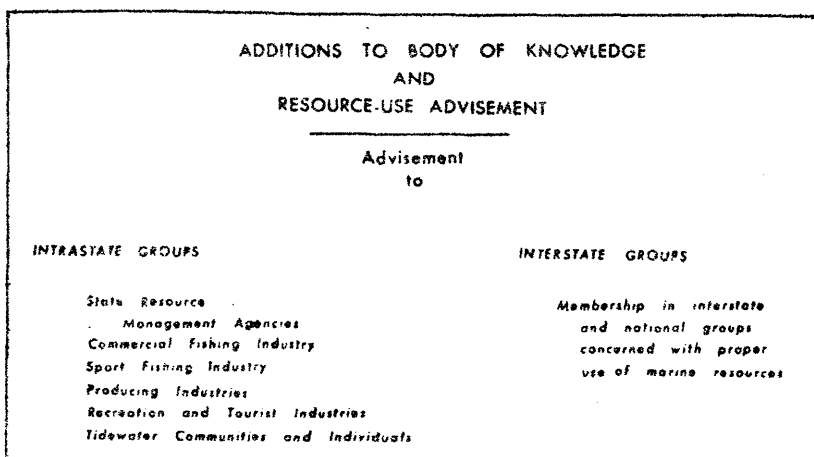 ADDITIONS TO BODY OF KNOWLEDGE
AND
RESOURCE-USE ADVISEMENT
Advisement
to
INTRASTATE GROUPS
State Resource
Management Agencies
Commercial Fishing Industry
Sport Fishing Industry
Producing Industries
Recreation and Tourist Industries
Tidewater Communities and Individuals
INTERSTATE GROUPS
Membership in interstate
and national groups
concerned with proper
use of marine resources